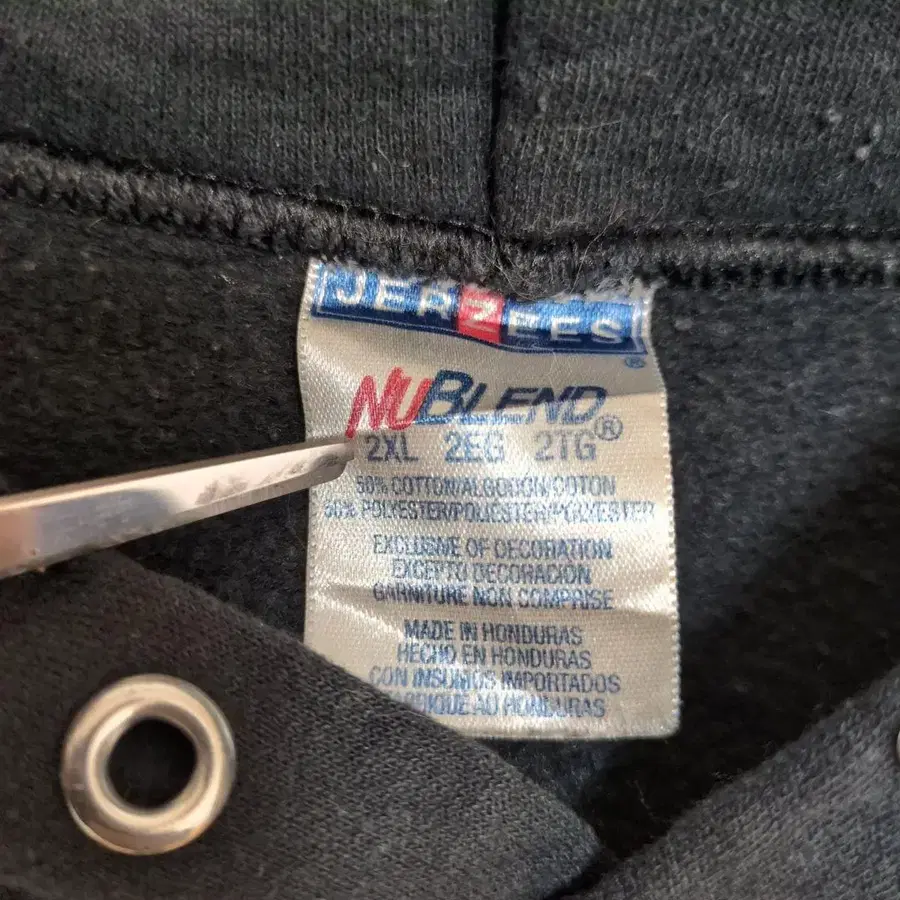 JERZEES®
NUBLEND®
2XL 2EG 2TG
50% COTTON/ALGODON/COTON
50% POLYESTER/POLIESTER/POLYESTER
EXCLUSIVE OF DECORATION
EXCEPTO DECORACION
GARNITURE NON COMPRISE
MADE IN HONDURAS
HECHO EN HONDURAS
CON INSUMOS IMPORTADOS
AU HONDURAS